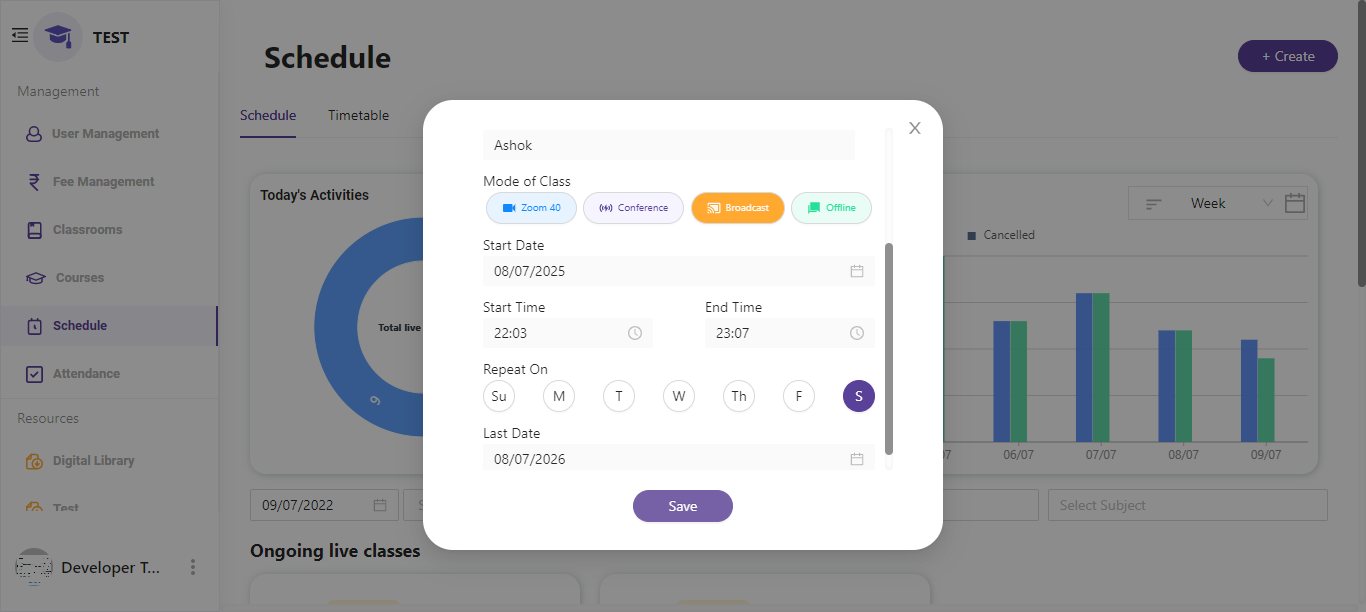 TEST
Management
User Management
Fee Management
Classrooms
Courses
Schedule
Attendance
Resources
Digital Library
Test
Developer T...
Schedule
+ Create
Schedule Timetable
Today's Activities
Total live
9
Week
Cancelled
06/07 07/07 08/07 09/07
09/07/2022
Select Subject
Ongoing live classes
Ashok
Mode of Class
Zoom 40 Conference Broadcast Offline
Start Date
08/07/2025
Start Time End Time
22:03 23:07
Repeat On
Su M T W Th F S
Last Date
08/07/2026
Save